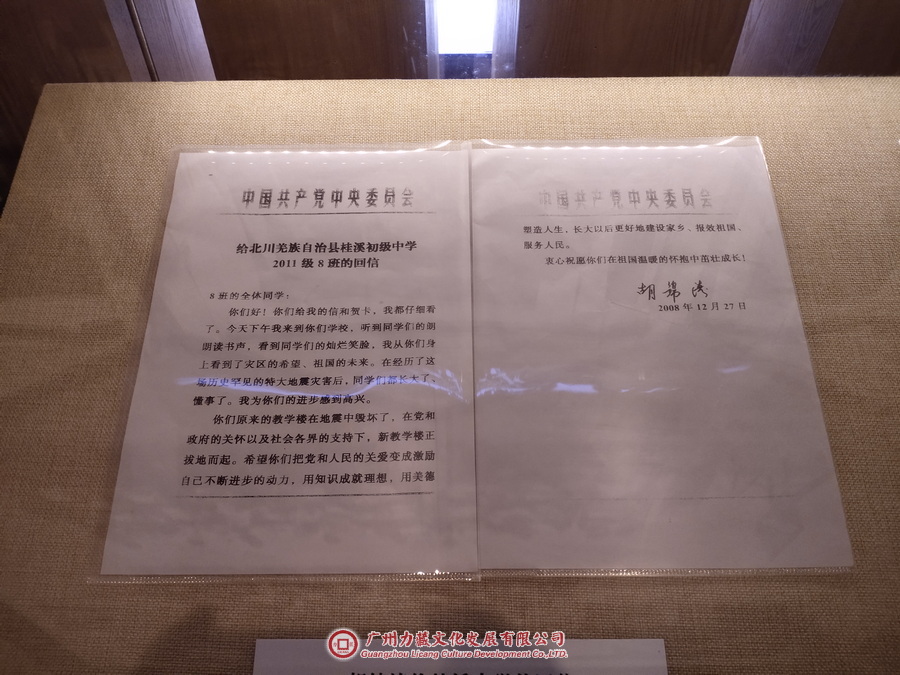 中国共产党中央委员会
给北川羌族自治县桂溪初级中学
2011 级 8 班的回信
8 班的全体同学：
你们好！你们给我的信和贺卡，我都仔细看
了。今天下午我来到你们学校，听到同学们的朗
朗读书声，看到同学们的灿烂笑脸，我从你们身
上看到了灾区的希望、祖国的未来。在经历了这
场历史罕见的特大地震灾害后，同学们都长大了，
懂事了。我为你们的进步感到高兴。
你们原来的教学楼在地震中毁坏了，在党和
政府的关怀以及社会各界的支持下，新教学楼正
拔地而起。希望你们把党和人民的关爱变成激励
自己不断进步的动力，用知识成就理想，用美德
中国共产党中央委员会
塑造人生，长大以后更好地建设家乡、报效祖国、
服务人民。
衷心祝愿你们在祖国温暖的怀抱中茁壮成长！
胡锦涛
2008 年 12 月 27 日
广州力藏文化发展有限公司
Guangzhou Licang Culture Development Co.,LTD.